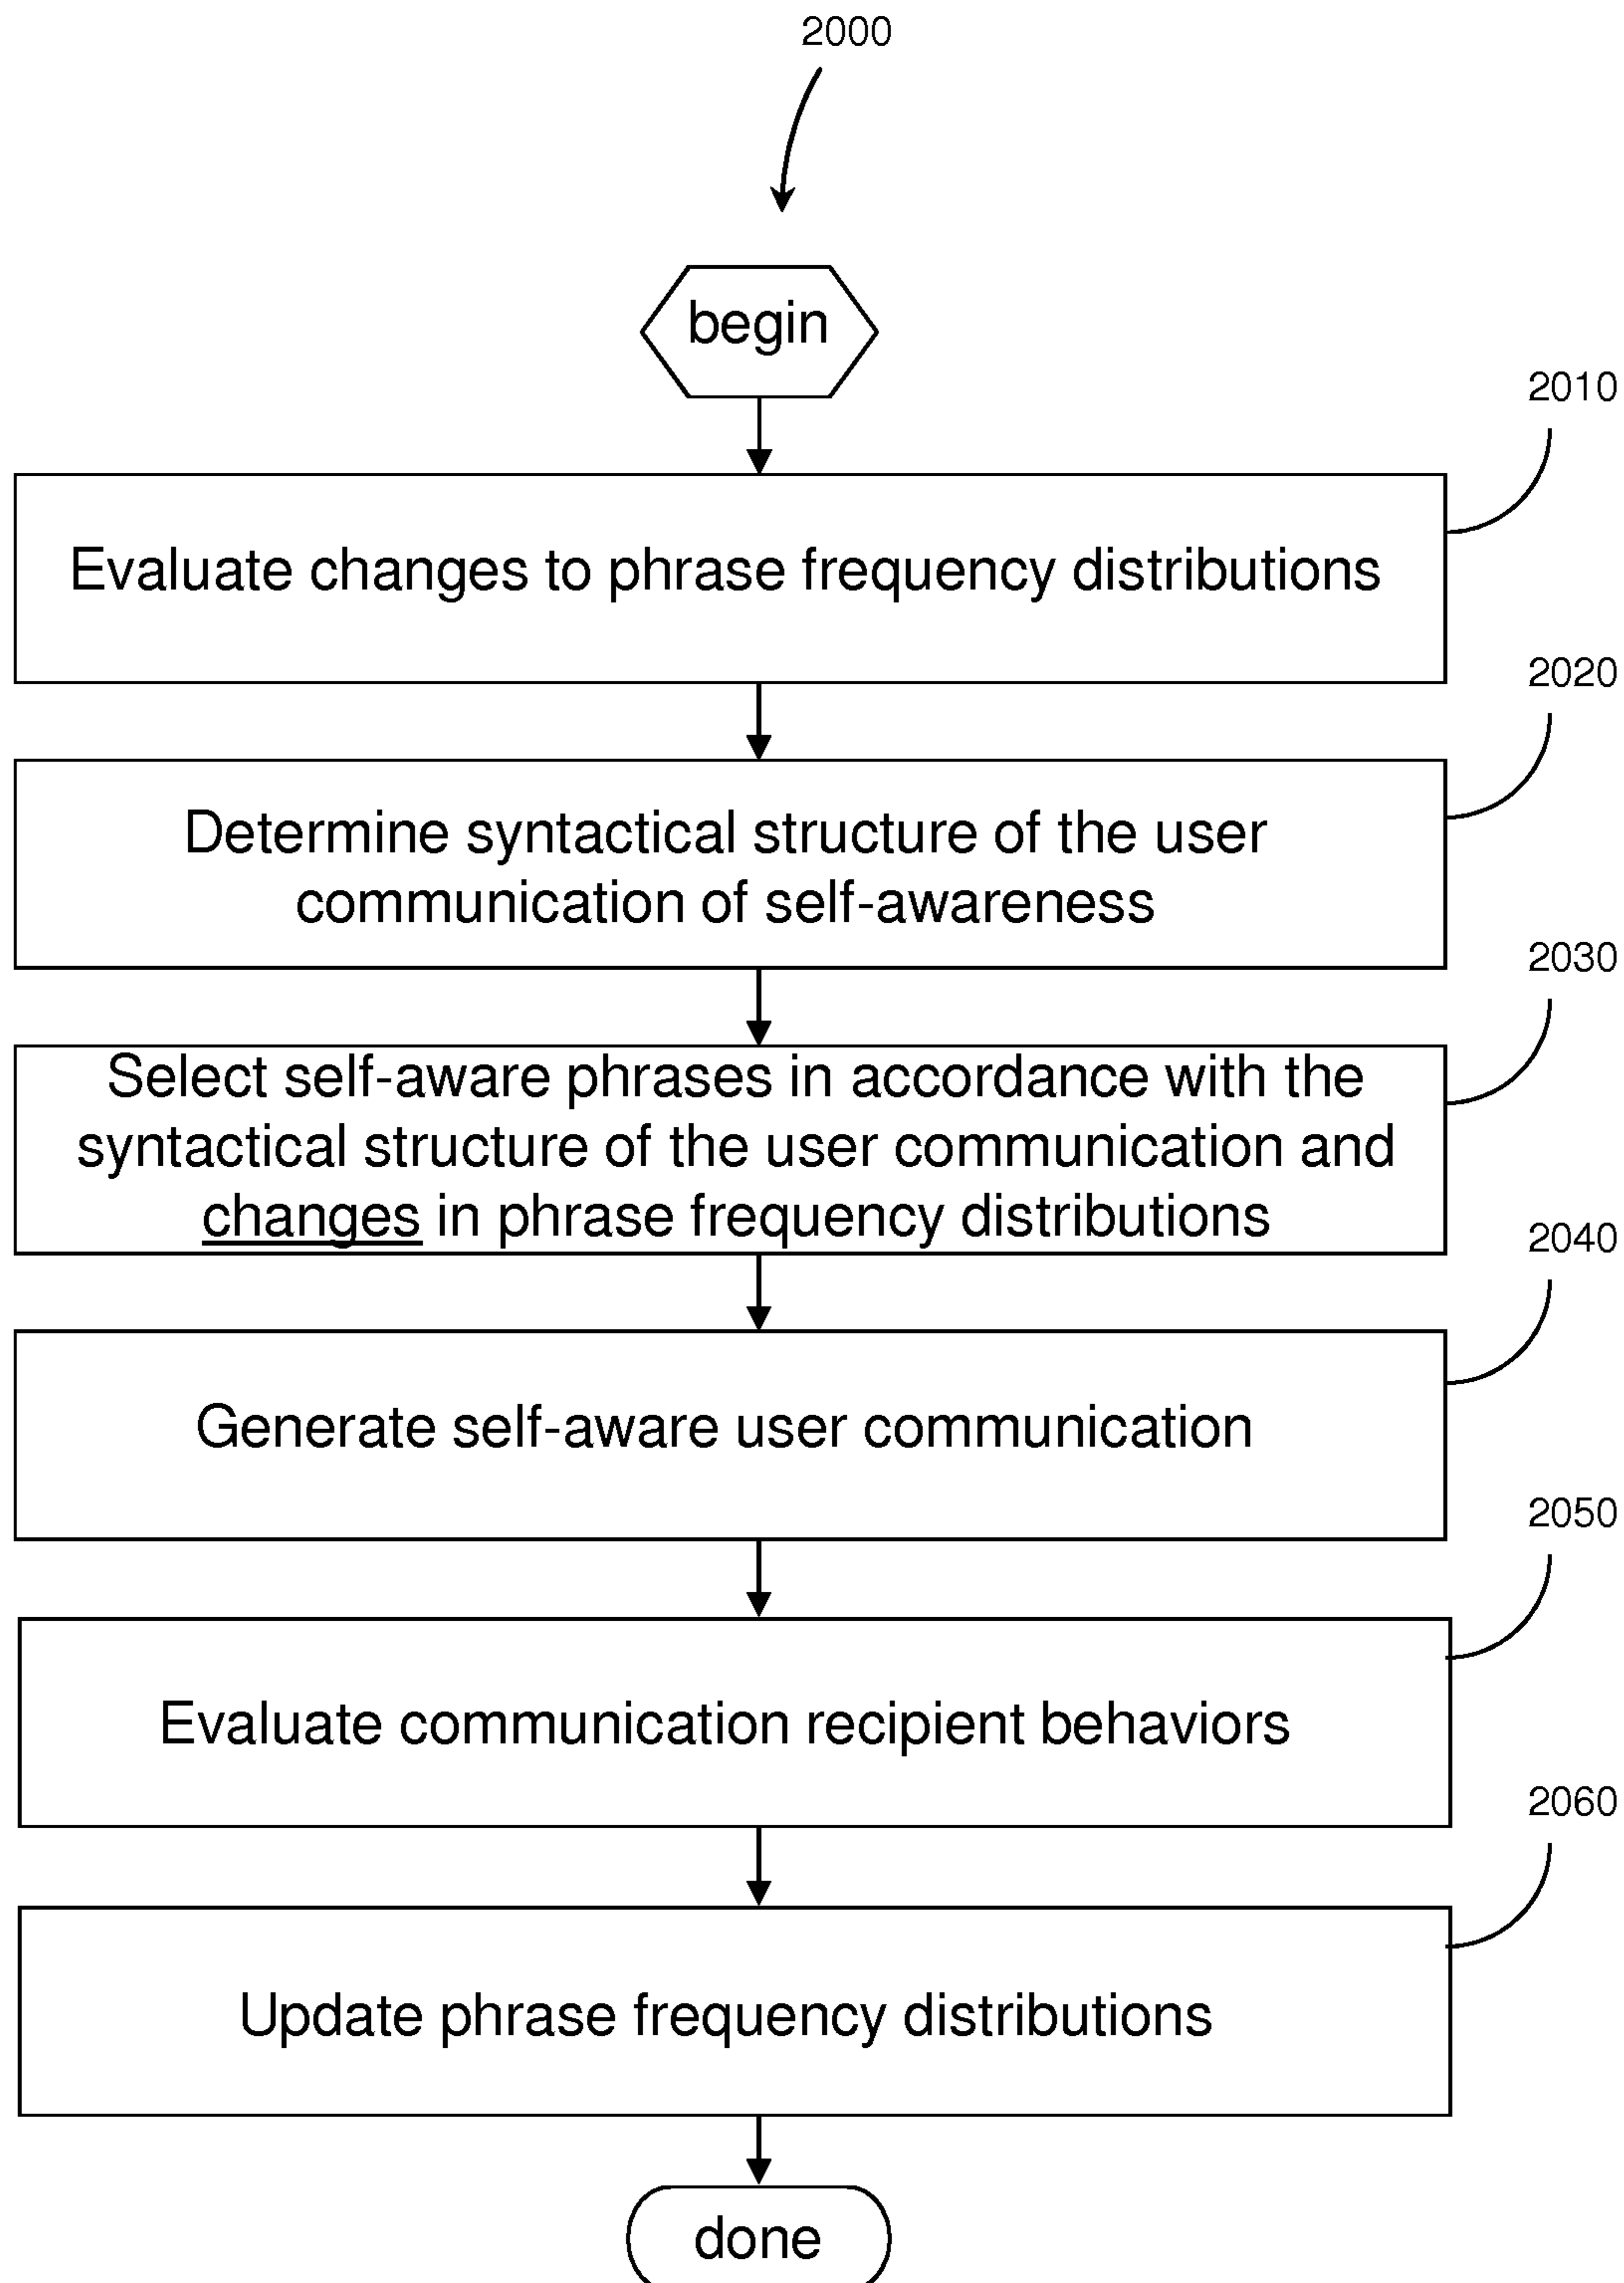 2000
begin
2010
Evaluate changes to phrase frequency distributions
2020
Determine syntactical structure of the user
communication of self-awareness
2030
Select self-aware phrases in accordance with the
syntactical structure of the user communication and
changes in phrase frequency distributions
2040
Generate self-aware user communication
2050
Evaluate communication recipient behaviors
2060
Update phrase frequency distributions
done